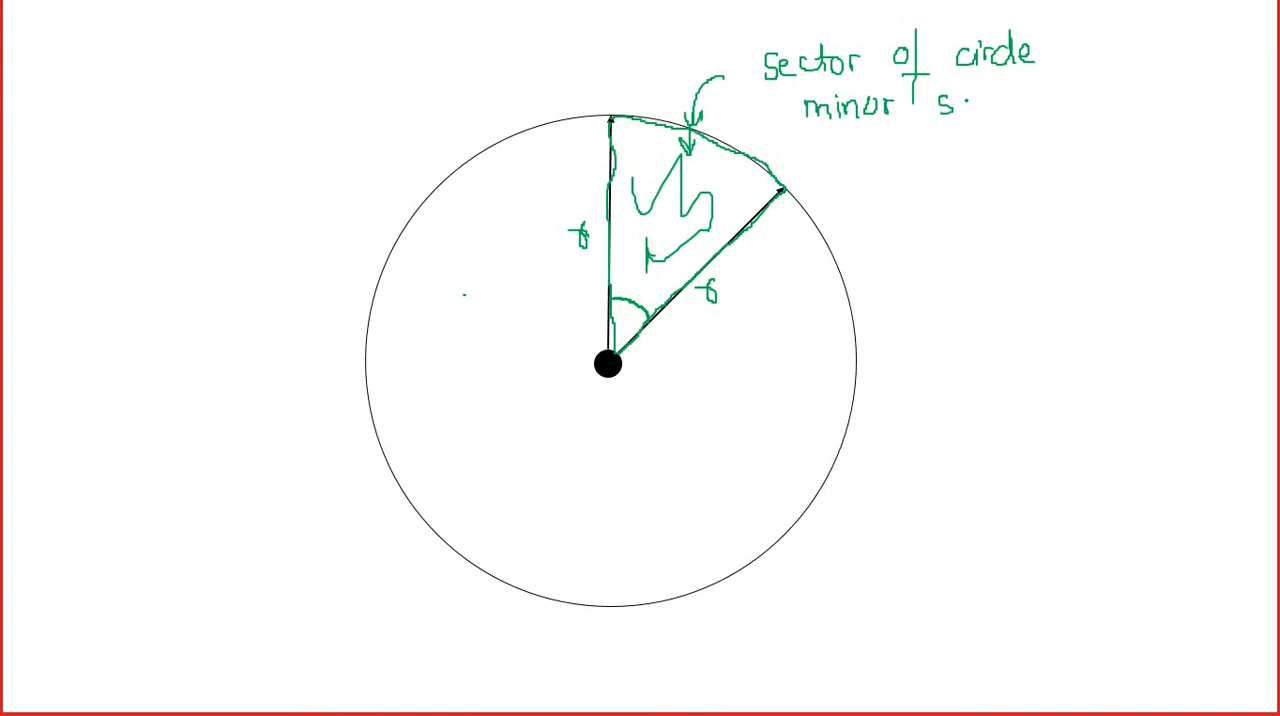 sector of circle
minor s.
r
r